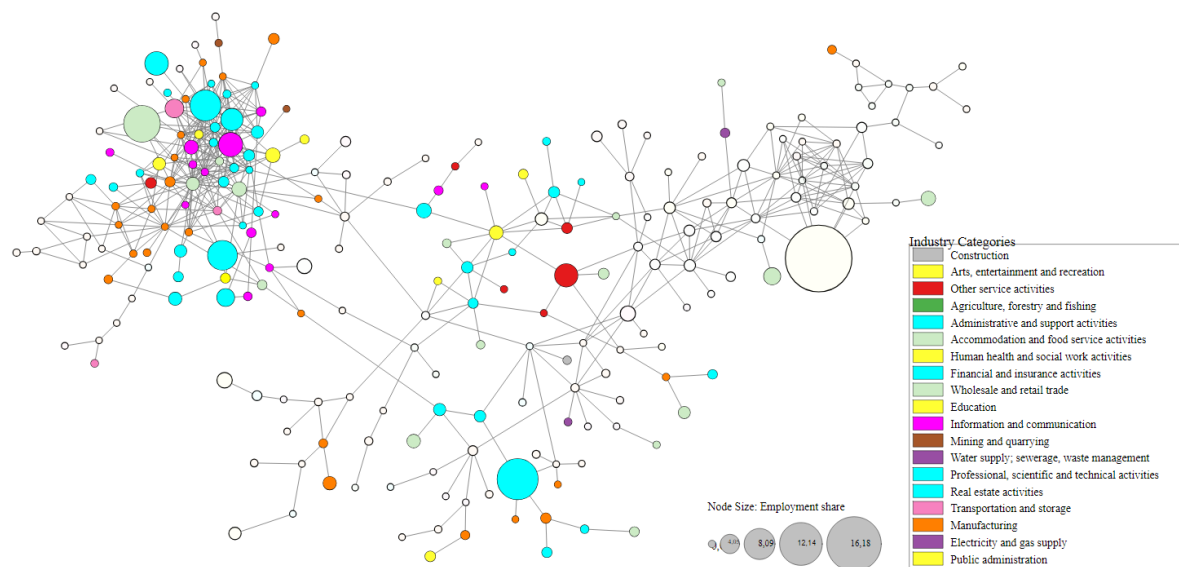 Industry Categories
Construction
Arts, entertainment and recreation
Other service activities
Agriculture, forestry and fishing
Administrative and support activities
Accommodation and food service activities
Human health and social work activities
Financial and insurance activities
Wholesale and retail trade
Education
Information and communication
Mining and quarrying
Water supply; sewerage, waste management
Professional, scientific and technical activities
Real estate activities
Transportation and storage
Manufacturing
Electricity and gas supply
Public administration
Node Size: Employment share
8,09 12,14 16,18